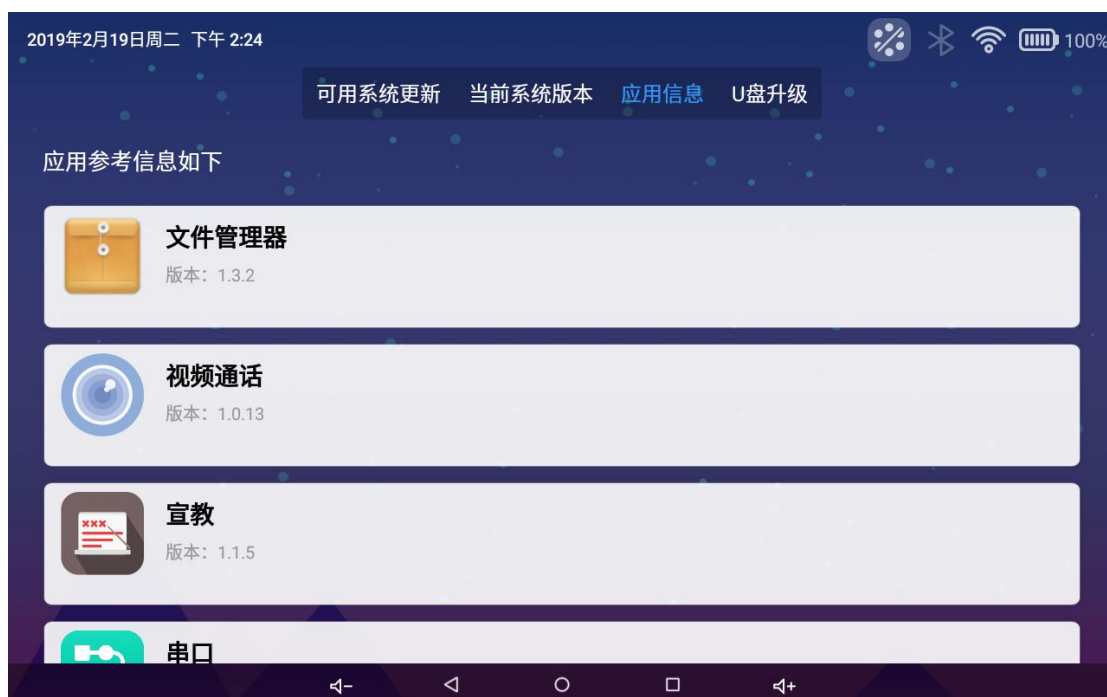 2019年2月19日周二 下午 2:24 100%
可用系统更新 当前系统版本 应用信息 U盘升级
应用参考信息如下
文件管理器
版本：1.3.2
视频通话
版本：1.0.13
xxx
宣教
版本：1.1.5
串口